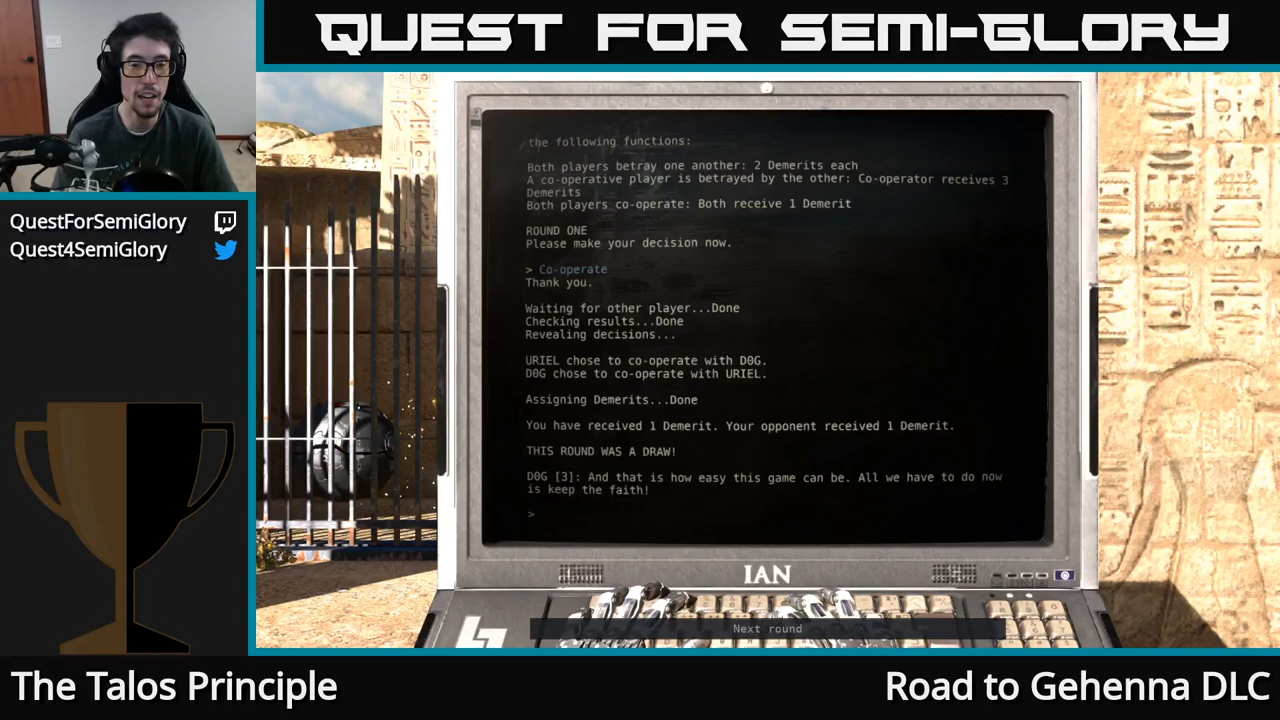 QUEST FOR SEMI-GLORY
QuestForSemiGlory
Quest4SemiGlory
the following functions:
Both players betray one another: 2 Demerits each
A co-operative player is betrayed by the other: Co-operator receives 3
Demerits
Both players co-operate: Both receive 1 Demerit
ROUND ONE
Please make your decision now.
> Co-operate
Thank you.
Waiting for other player...Done
Checking results...Done
Revealing decisions...
URIEL chose to co-operate with D0G.
D0G chose to co-operate with URIEL.
Assigning Demerits...Done
You have received 1 Demerit. Your opponent received 1 Demerit.
THIS ROUND WAS A DRAW!
D0G [3]: And that is how easy this game can be. All we have to do now
is keep the faith!
>
IAN
Next round
The Talos Principle
Road to Gehenna DLC